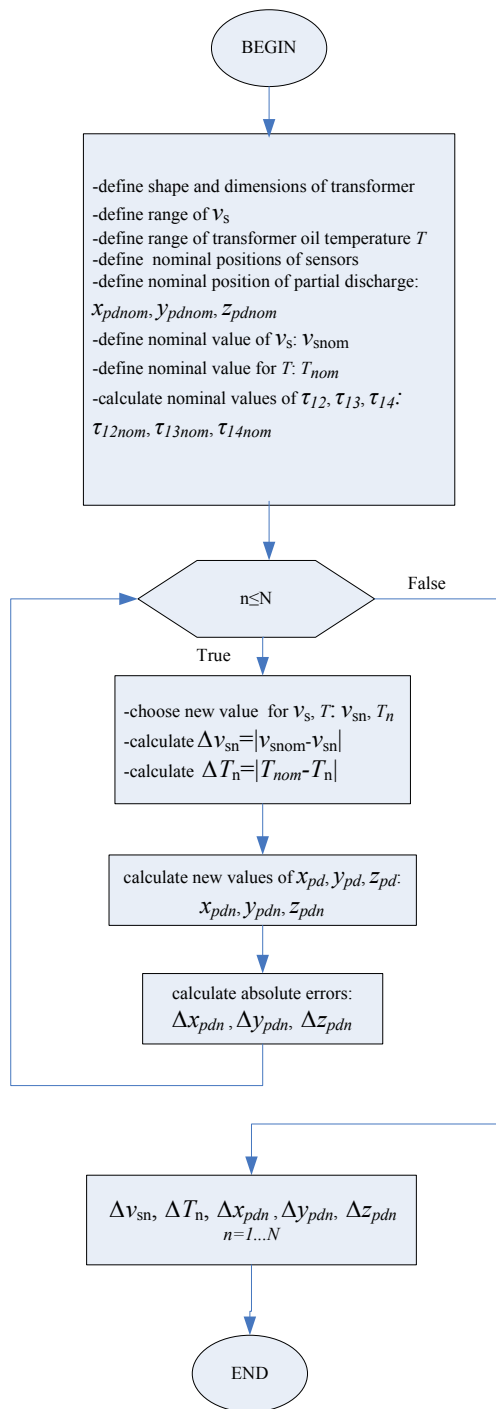 BEGIN
-define shape and dimensions of transformer
-define range of vs
-define range of transformer oil temperature T
-define nominal positions of sensors
-define nominal position of partial discharge:
xpdnom, ypdnom, zpdnom
-define nominal value of vs: vsnom
-define nominal value for T: Tnom
-calculate nominal values of τ12, τ13, τ14:
τ12nom, τ13nom, τ14nom
n≤N
False
True
-choose new value for vs, T: vsn, Tn
-calculate Δvsn=|vsnom-vsn|
-calculate ΔTn=|Tnom-Tn|
calculate new values of xpd, ypd, zpd:
xpdn, ypdn, zpdn
calculate absolute errors:
Δxpdn , Δypdn, Δzpdn
Δvsn, ΔTn, Δxpdn , Δypdn, Δzpdn
n=1...N
END